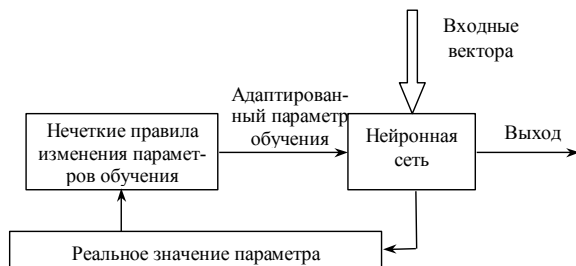 Входные
вектора
Адаптирован-
ный параметр
обучения
Нечеткие правила
изменения парамет-
ров обучения
Нейронная
сеть
Выход
Реальное значение параметра